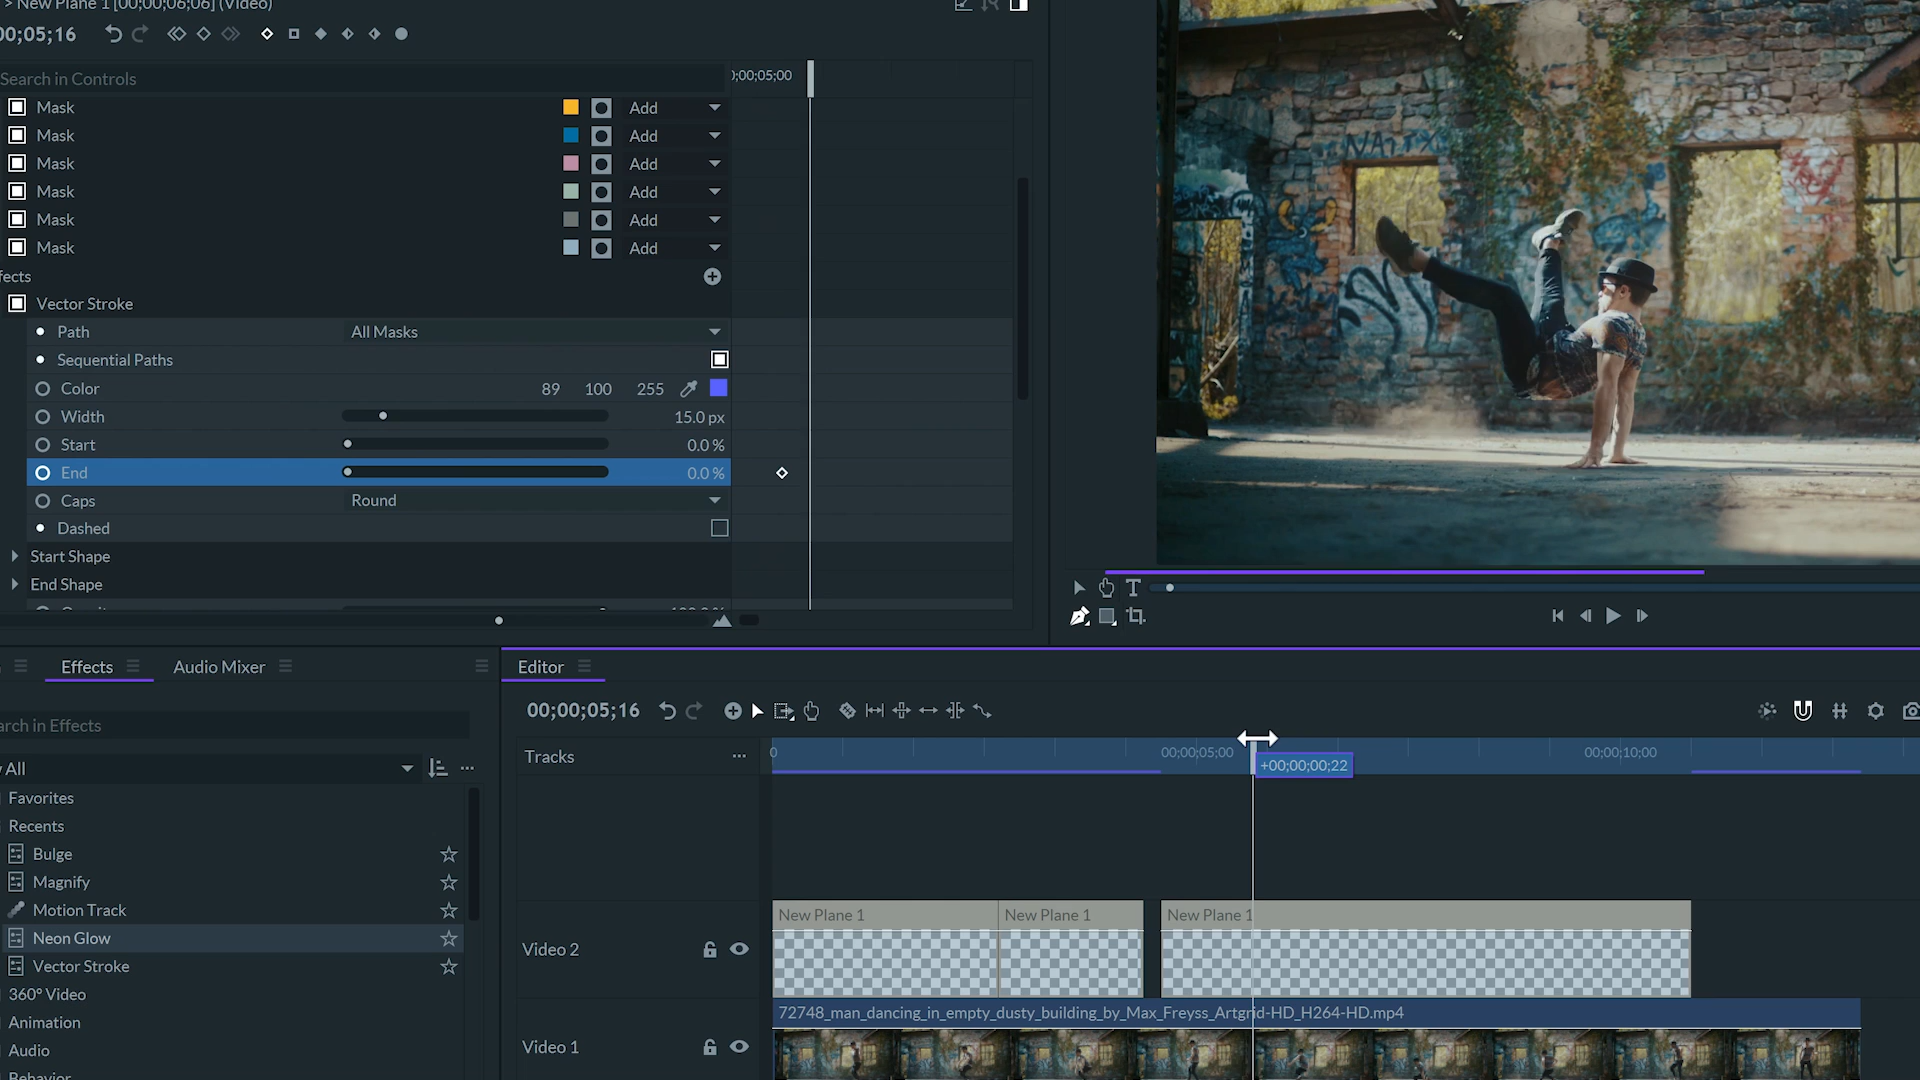 > New Plane 1 [00;00;06;06] (Video)
00;05;16
Search in Controls
00;05;00
Mask Add
Mask Add
Mask Add
Mask Add
Mask Add
Mask Add
fects
Vector Stroke
Path All Masks
Sequential Paths
Color 89 100 255
Width 15.0 px
Start 0.0 %
End 0.0 %
Caps Round
Dashed
Start Shape
End Shape
Effects
Audio Mixer
arch in Effects
All
Favorites
Recents
Bulge
Magnify
Motion Track
Neon Glow
Vector Stroke
360° Video
Animation
Audio
Behavior
Editor
00;00;05;16
Tracks
0 00;00;05;00 00;00;10;00
+00;00;00;22
Video 2
New Plane 1 New Plane 1 New Plane 1
72748_man_dancing_in_empty_dusty_building_by_Max_Freyss_Artgrid-HD_H264-HD.mp4
Video 1